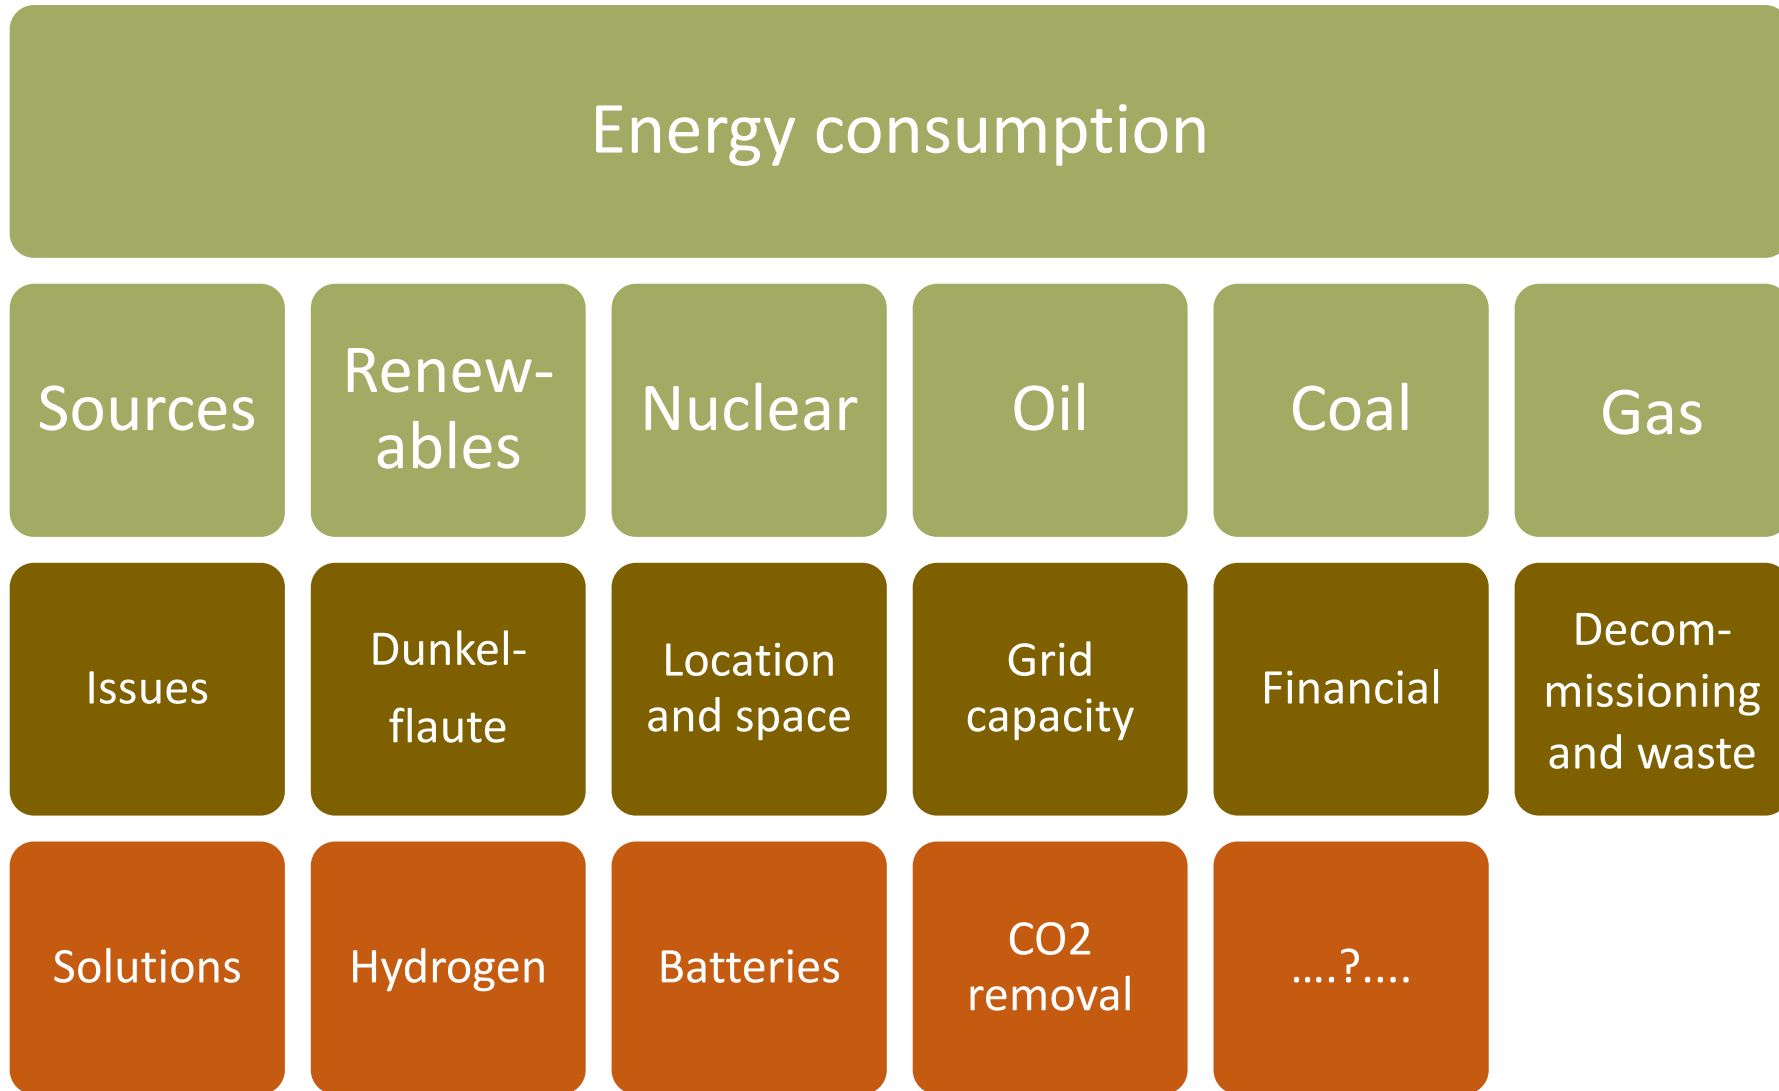 Energy consumption
Sources
Renew-
ables
Nuclear
Oil
Coal
Gas
Issues
Dunkel-
flaute
Location
and space
Grid
capacity
Financial
Decom-
missioning
and waste
Solutions
Hydrogen
Batteries
CO2
removal
....?....